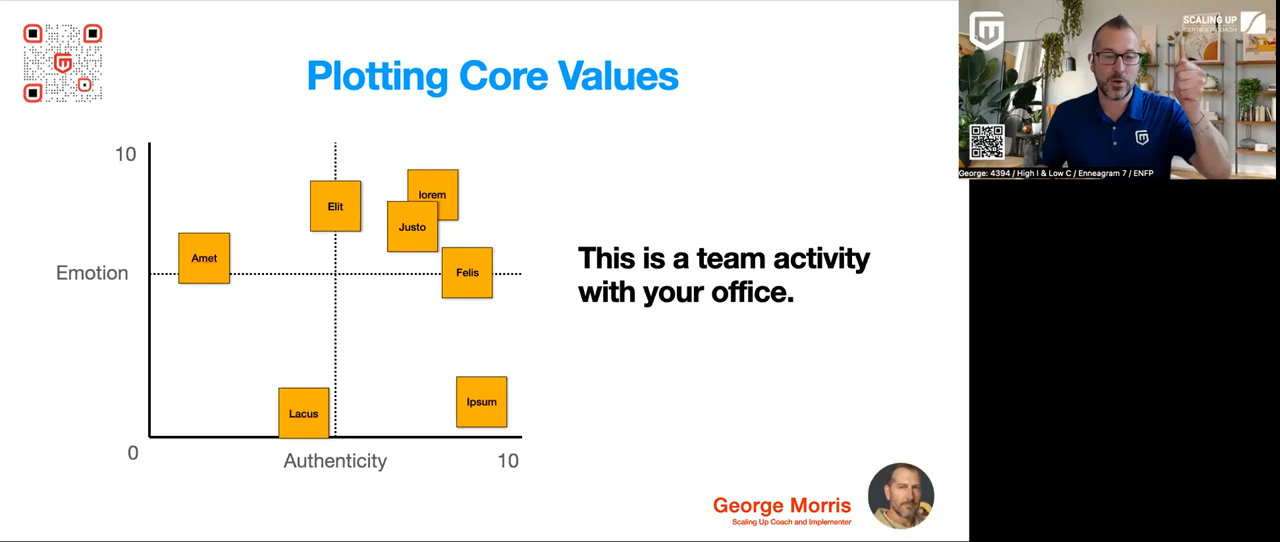 Plotting Core Values
10
Emotion
0
Authenticity
10
Amet
Elit
lorem
Justo
Felis
Lacus
Ipsum
This is a team activity
with your office.
George Morris
Scaling Up Coach and Implementer
SCALING UP
CERTIFIED COACH
George: 4394 / High I & Low C / Enneagram 7 / ENFP